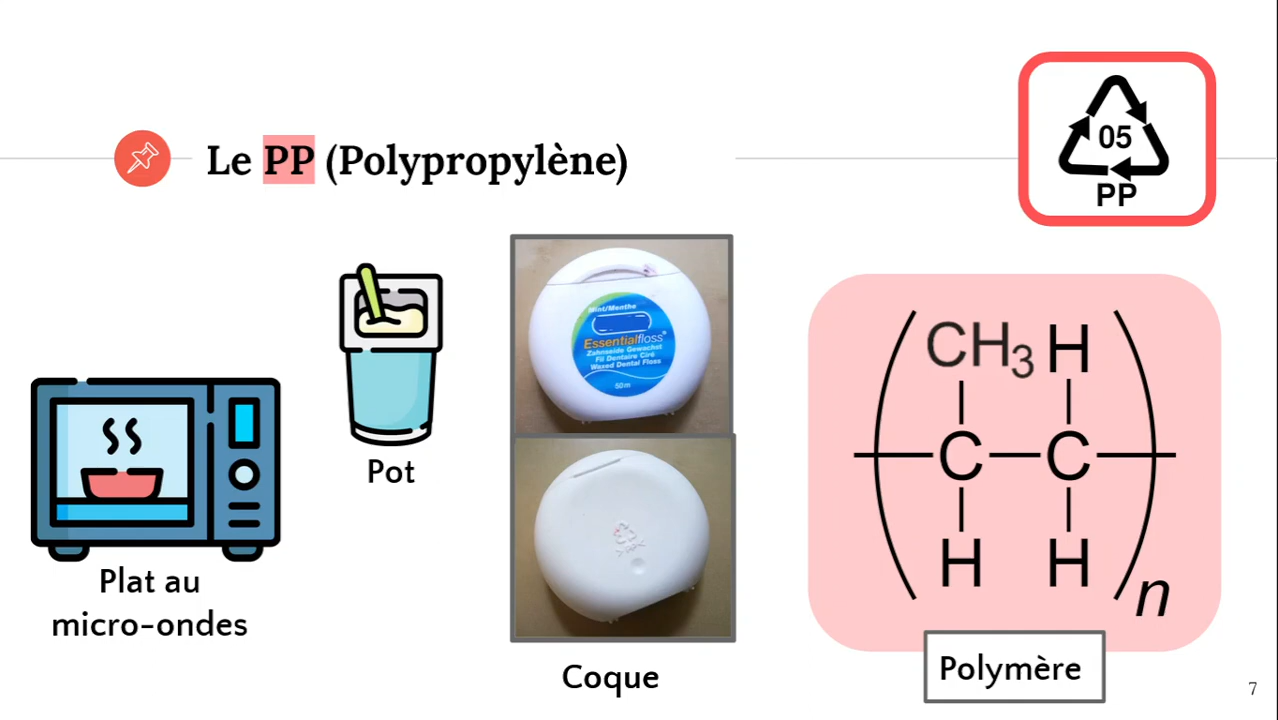 Le PP (Polypropylène)
05
PP
Mint/Menthe
Essentialfloss®
Zahnseide Gewachst
Fil Dentaire Ciré
Waxed Dental Floss
50m
Pot
Plat au
micro-ondes
Coque
CH3 H
C C
H H
n
Polymère
7